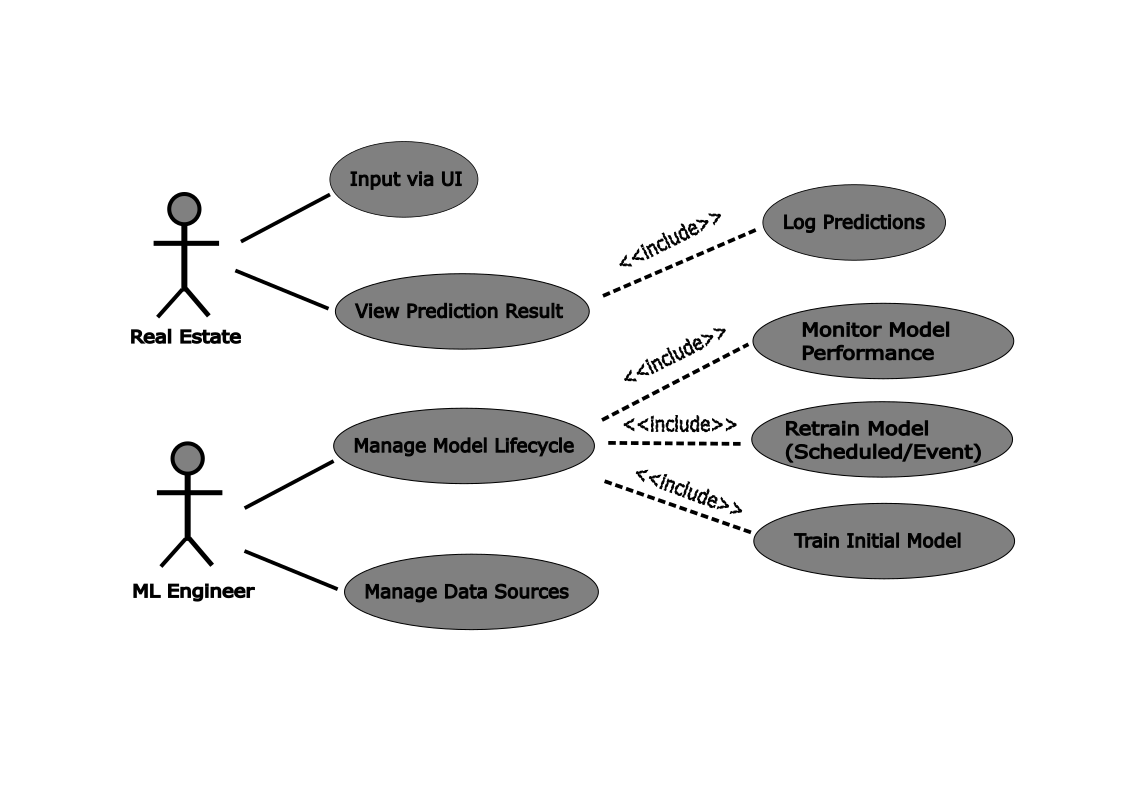 Input via UI
Log Predictions
<<include>>
View Prediction Result
Real Estate
Monitor Model
Performance
<<include>>
<<include>>
Manage Model Lifecycle
Retrain Model
(Scheduled/Event)
<<include>>
Train Initial Model
ML Engineer
Manage Data Sources